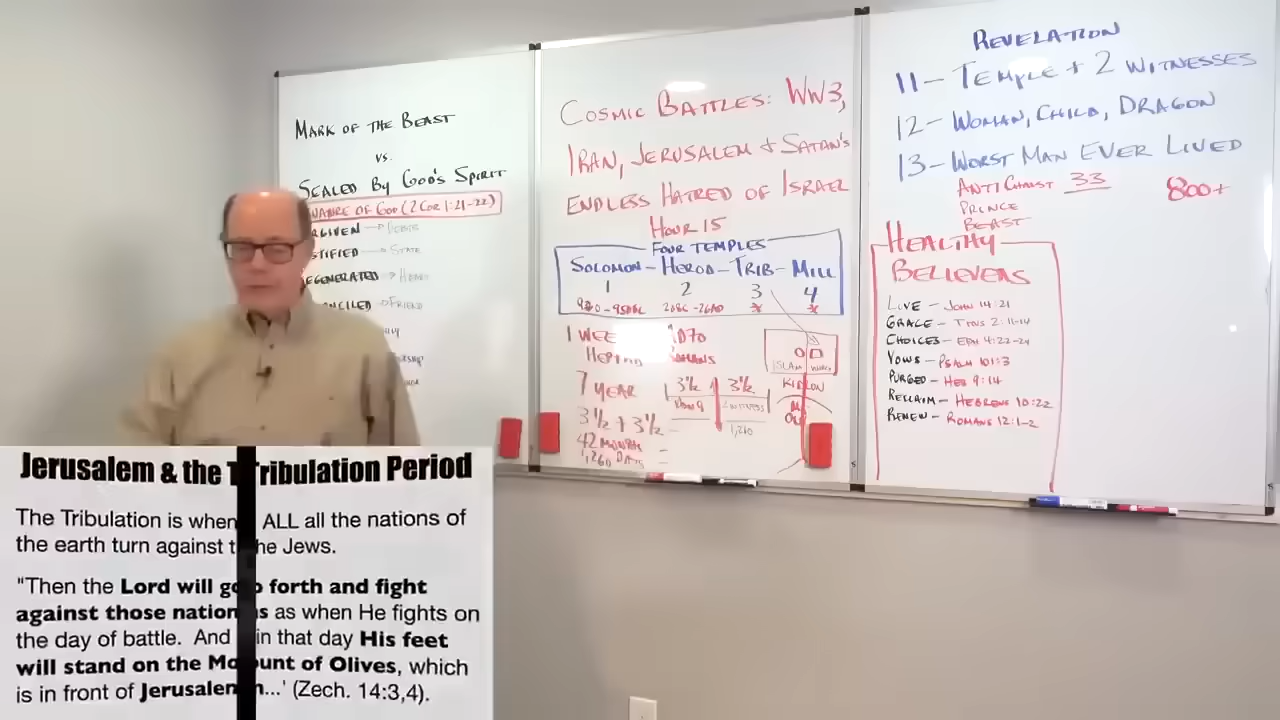 MARK OF THE BEAST
VS.
SEALED BY GOD'S SPIRIT
OF GOD (2 COR 1:21-22)
COSMIC BATTLES: WW3,
IRAN, JERUSALEM + SATAN'S
ENDLESS HATRED OF ISRAEL
HOUR 15
FOUR TEMPLES
SOLOMON - HEROD - TRIB - MILL
1 2 3 4
7 YEAR
3½ 3½
3½ + 3½
42 MONTHS
1,260 DAYS
1,260
ISLAM
KIDRON
REVELATION
11 - TEMPLE + 2 WITNESSES
12 - WOMAN, CHILD, DRAGON
13 - WORST MAN EVER LIVED
ANTICHRIST 33
800+
PRINCE
BEAST
HEALTHY
BELIEVERS
LIVE - JOHN 14:21
GRACE - TITUS 2:11-14
CHOICES - EPH 4:22-24
VOWS - PSALM 101:3
PURGED - HEB 9:14
RECLAIM - HEBREWS 10:22
RENEW - ROMANS 12:1-2
Jerusalem & the Tribulation Period
The Tribulation is when ALL all the nations of
the earth turn against the Jews.
"Then the Lord will go forth and fight
against those nations as when He fights on
the day of battle. And in that day His feet
will stand on the Mount of Olives, which
is in front of Jerusalem...' (Zech. 14:3,4).